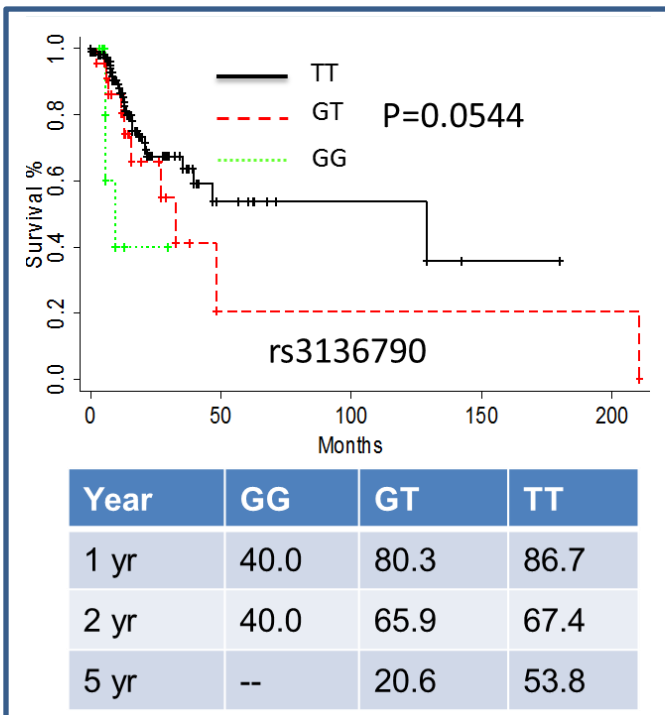 1.0
0.8
0.6
0.4
0.2
0.0
Survival %
TT
GT
GG
P=0.0544
rs3136790
0 50 100 150 200
Months
Year GG GT TT
1 yr 40.0 80.3 86.7
2 yr 40.0 65.9 67.4
5 yr -- 20.6 53.8